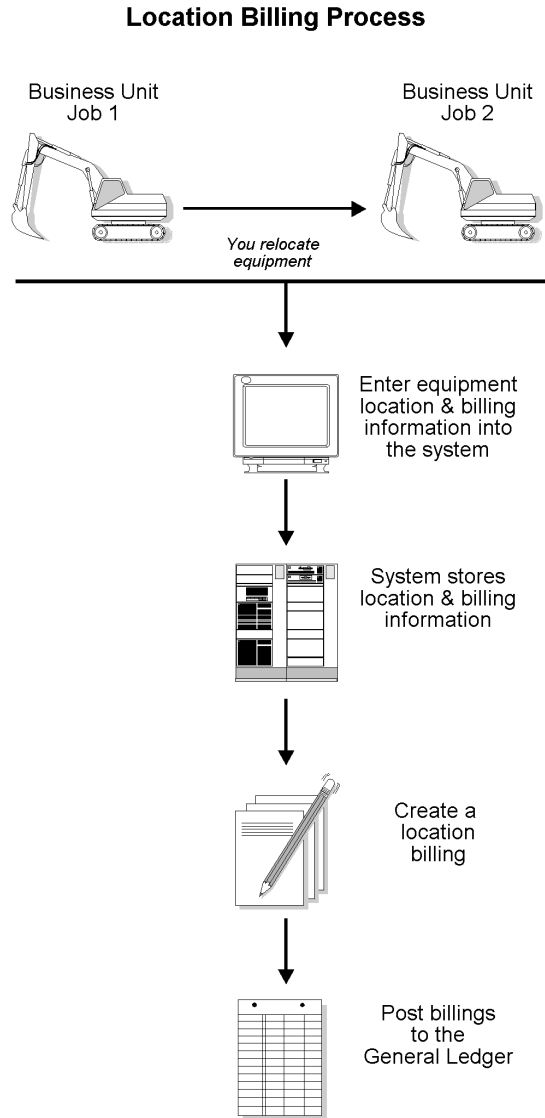 Location Billing Process
Business Unit
Job 1
Business Unit
Job 2
You relocate
equipment
Enter equipment
location & billing
information into
the system
System stores
location & billing
information
Create a
location
billing
Post billings
to the
General Ledger